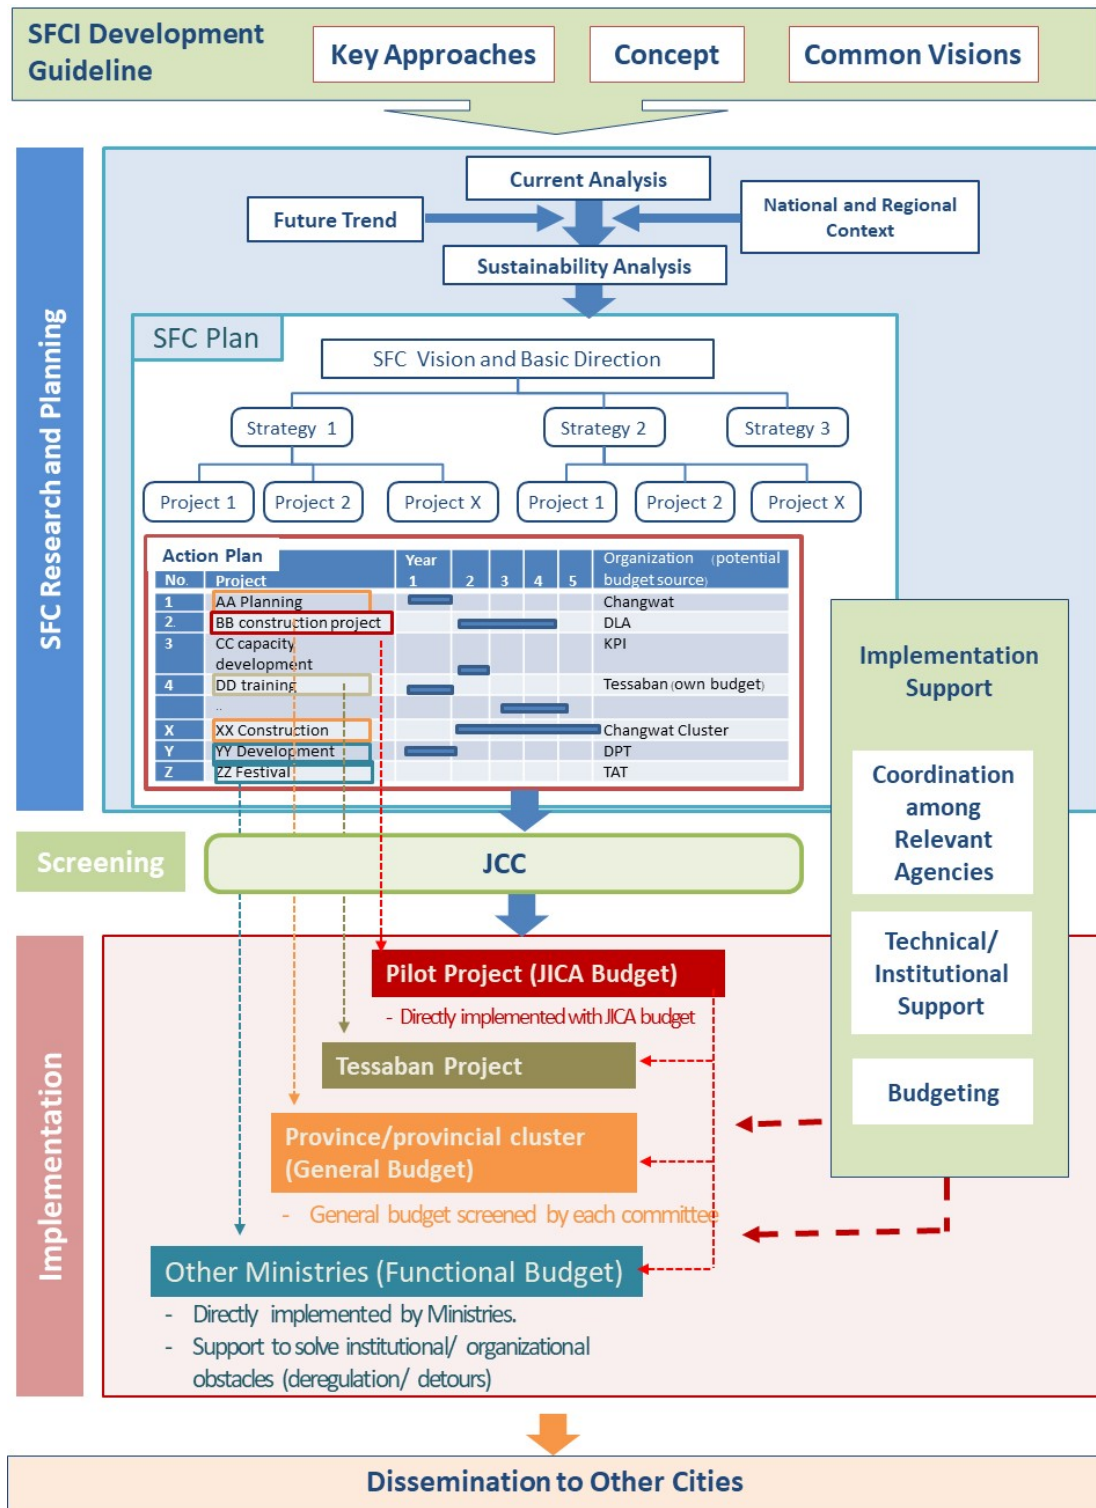 SFCI Development
Guideline
Key Approaches
Concept
Common Visions
SFC Research and Planning
Current Analysis
Future Trend
National and Regional
Context
Sustainability Analysis
SFC Plan
SFC Vision and Basic Direction
Strategy 1
Strategy 2
Strategy 3
Project 1
Project 2
Project X
Project 1
Project 2
Project X
Action Plan
Year
Organization (potential
No. Project 1 2 3 4 5 budget source)
1 AA Planning Changwat
2. BB construction project DLA
3 CC capacity KPI
development
4 DD training Tessaban (own budget)
..
X XX Construction Changwat Cluster
Y YY Development DPT
Z ZZ Festival TAT
Implementation
Support
Coordination
among
Relevant
Agencies
Technical/
Institutional
Support
Budgeting
Screening
JCC
Implementation
Pilot Project (JICA Budget)
- Directly implemented with JICA budget
Tessaban Project
Province/provincial cluster
(General Budget)
- General budget screened by each committee
Other Ministries (Functional Budget)
- Directly implemented by Ministries.
- Support to solve institutional/ organizational
obstacles (deregulation/ detours)
Dissemination to Other Cities